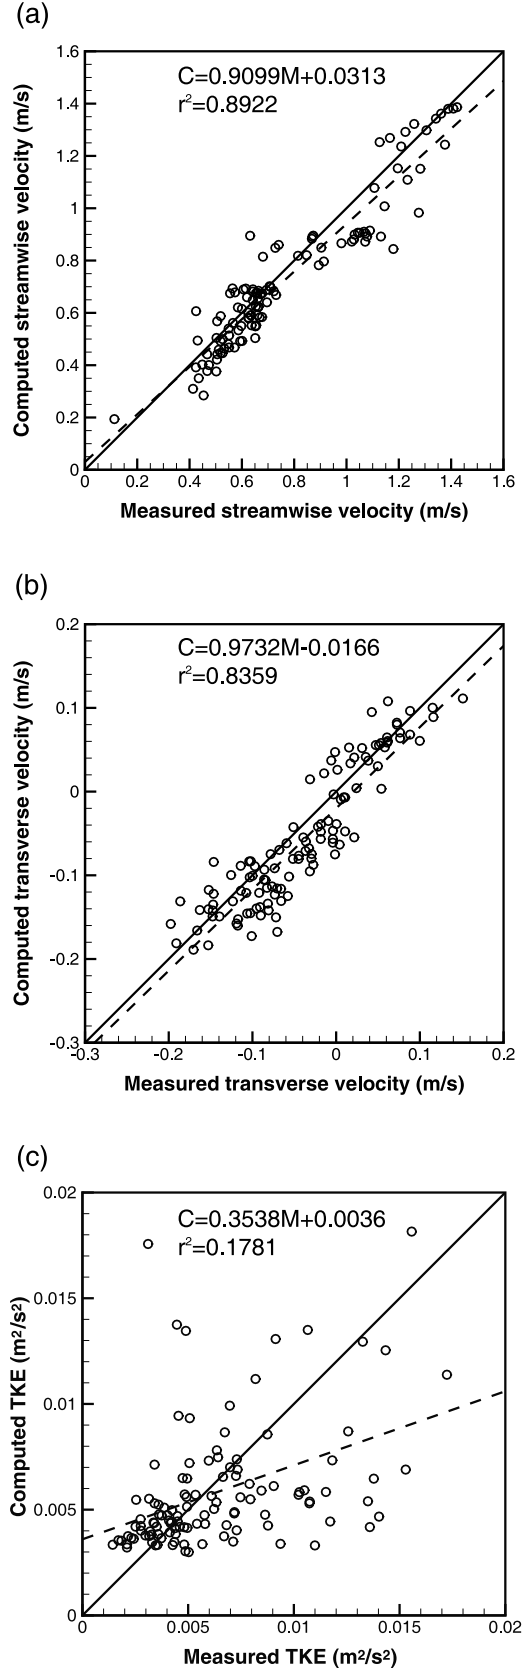 (a)
C=0.9099M+0.0313
r²=0.8922
Computed streamwise velocity (m/s)
1.6
1.4
1.2
1
0.8
0.6
0.4
0.2
0
0 0.2 0.4 0.6 0.8 1 1.2 1.4 1.6
Measured streamwise velocity (m/s)
(b)
C=0.9732M-0.0166
r²=0.8359
Computed transverse velocity (m/s)
0.2
0.1
0
-0.1
-0.2
-0.3
-0.3 -0.2 -0.1 0 0.1 0.2
Measured transverse velocity (m/s)
(c)
C=0.3538M+0.0036
r²=0.1781
Computed TKE (m²/s²)
0.02
0.015
0.01
0.005
0
0 0.005 0.01 0.015 0.02
Measured TKE (m²/s²)